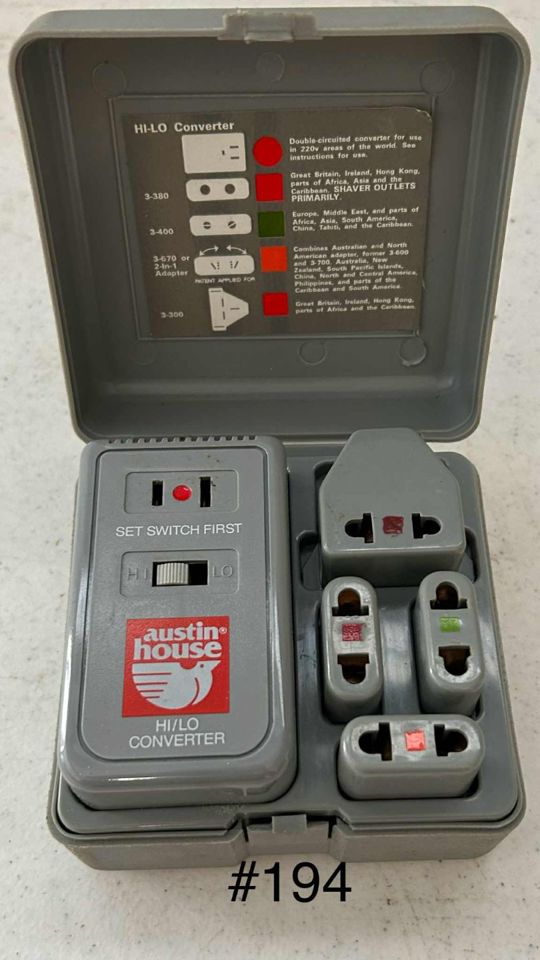 HI-LO Converter
Double-circuited converter for use
in 220v areas of the world. See
instructions for use.
3-380
Great Britain, Ireland, Hong Kong,
parts of Africa, Asia and the
Caribbean. SHAVER OUTLETS
PRIMARILY.
3-400
Europe, Middle East, and parts of
Africa, Asia, South America,
China, Tahiti, and the Caribbean.
3-670 or
2-In-1
Adapter
PATENT APPLIED FOR
Combines Australian and North
American adapter, former 3-600
and 3-700. Australia, New
Zealand, South Pacific Islands,
China, North and Central America,
Philippines, and parts of the
Caribbean and South America.
3-300
Great Britain, Ireland, Hong Kong,
parts of Africa and the Caribbean.
SET SWITCH FIRST
HI LO
austin®
house
HI/LO
CONVERTER
#194